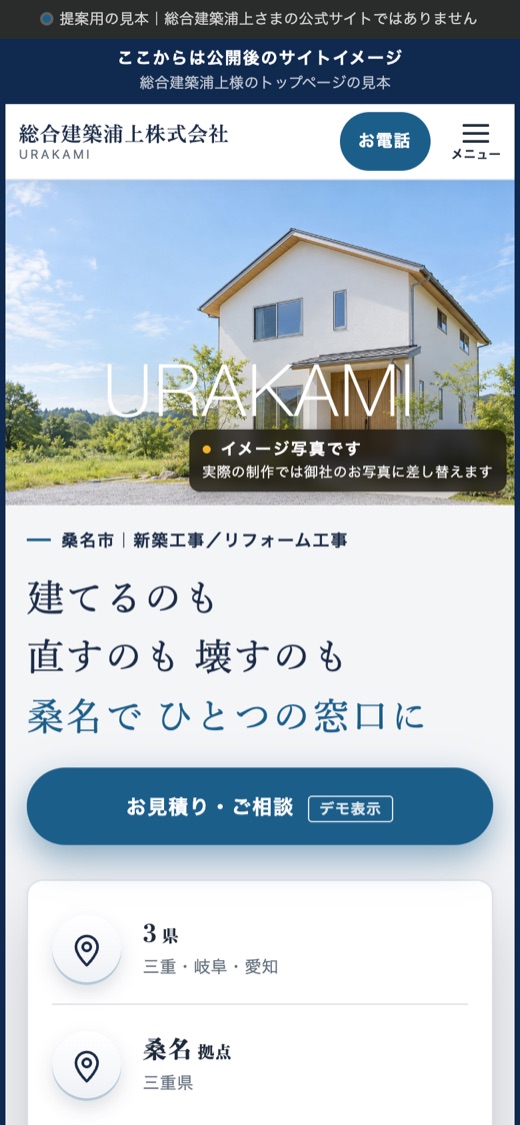 提案用の見本｜総合建築浦上さまの公式サイトではありません
ここからは公開後のサイトイメージ
総合建築浦上様のトップページの見本
総合建築浦上株式会社
URAKAMI
お電話
メニュー
URAKAMI
イメージ写真です
実際の制作では御社のお写真に差し替えます
桑名市｜新築工事／リフォーム工事
建てるのも
直すのも 壊すのも
桑名で ひとつの窓口に
お見積り・ご相談 デモ表示
3 県
三重・岐阜・愛知
桑名 拠点
三重県